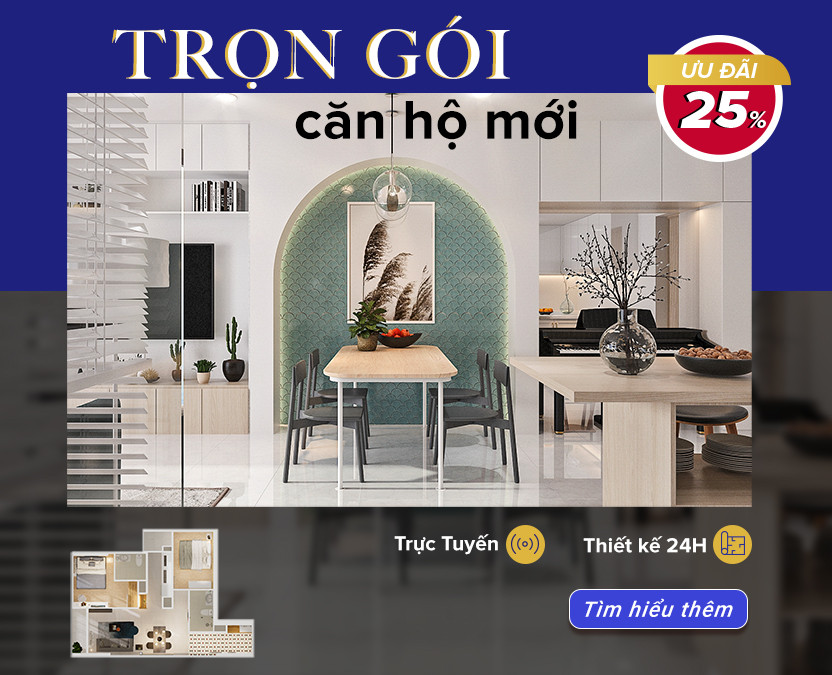 TRỌN GÓI
căn hộ mới
ƯU ĐÃI
25%
Trực Tuyến
Thiết kế 24H
Tìm hiểu thêm